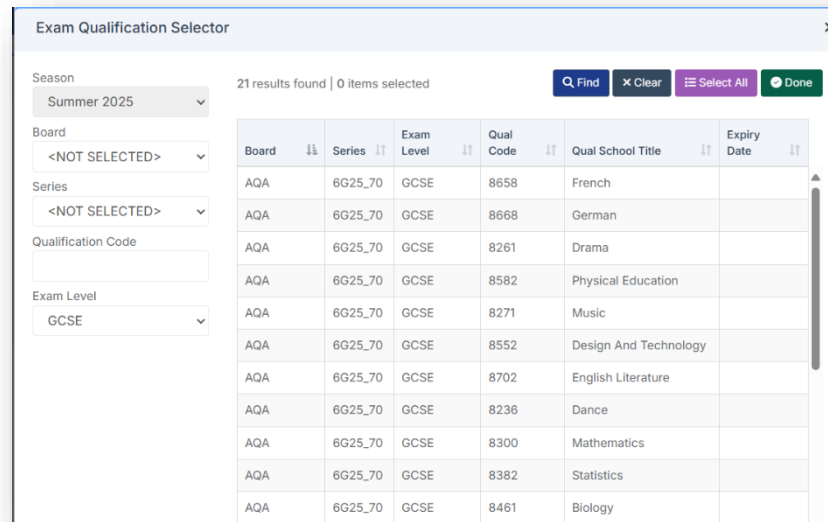 Exam Qualification Selector
Season
Summer 2025
Board
<NOT SELECTED>
Series
<NOT SELECTED>
Qualification Code
Exam Level
GCSE
21 results found | 0 items selected
Find
Clear
Select All
Done
Board Series Exam Level Qual Code Qual School Title Expiry Date
AQA 6G25_70 GCSE 8658 French
AQA 6G25_70 GCSE 8668 German
AQA 6G25_70 GCSE 8261 Drama
AQA 6G25_70 GCSE 8582 Physical Education
AQA 6G25_70 GCSE 8271 Music
AQA 6G25_70 GCSE 8552 Design And Technology
AQA 6G25_70 GCSE 8702 English Literature
AQA 6G25_70 GCSE 8236 Dance
AQA 6G25_70 GCSE 8300 Mathematics
AQA 6G25_70 GCSE 8382 Statistics
AQA 6G25_70 GCSE 8461 Biology